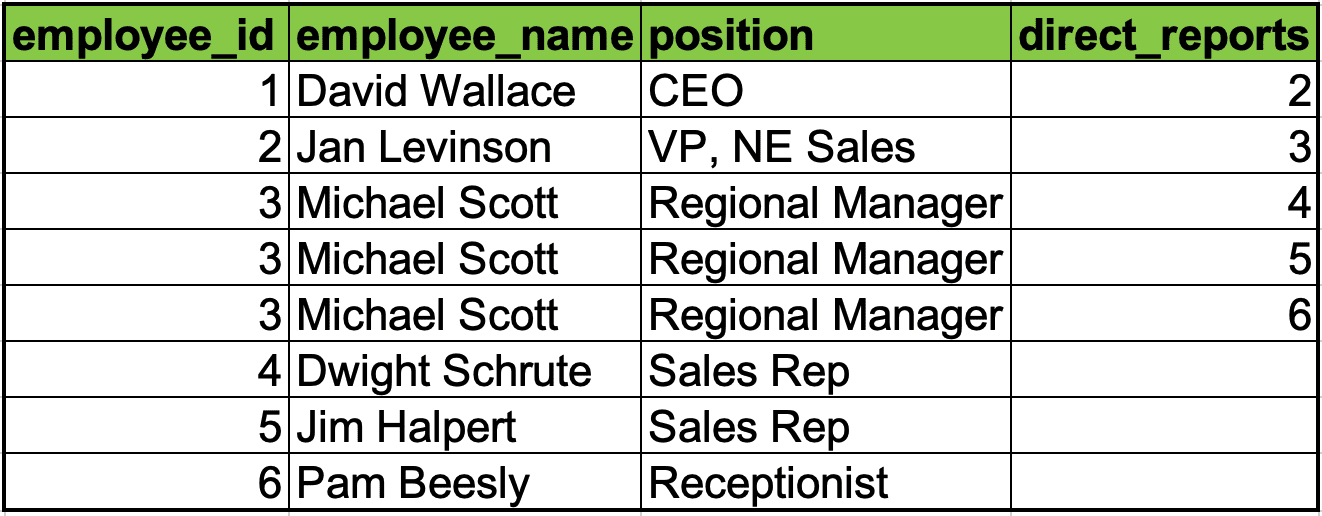 employee_id employee_name position direct_reports
1 David Wallace CEO 2
2 Jan Levinson VP, NE Sales 3
3 Michael Scott Regional Manager 4
3 Michael Scott Regional Manager 5
3 Michael Scott Regional Manager 6
4 Dwight Schrute Sales Rep
5 Jim Halpert Sales Rep
6 Pam Beesly Receptionist